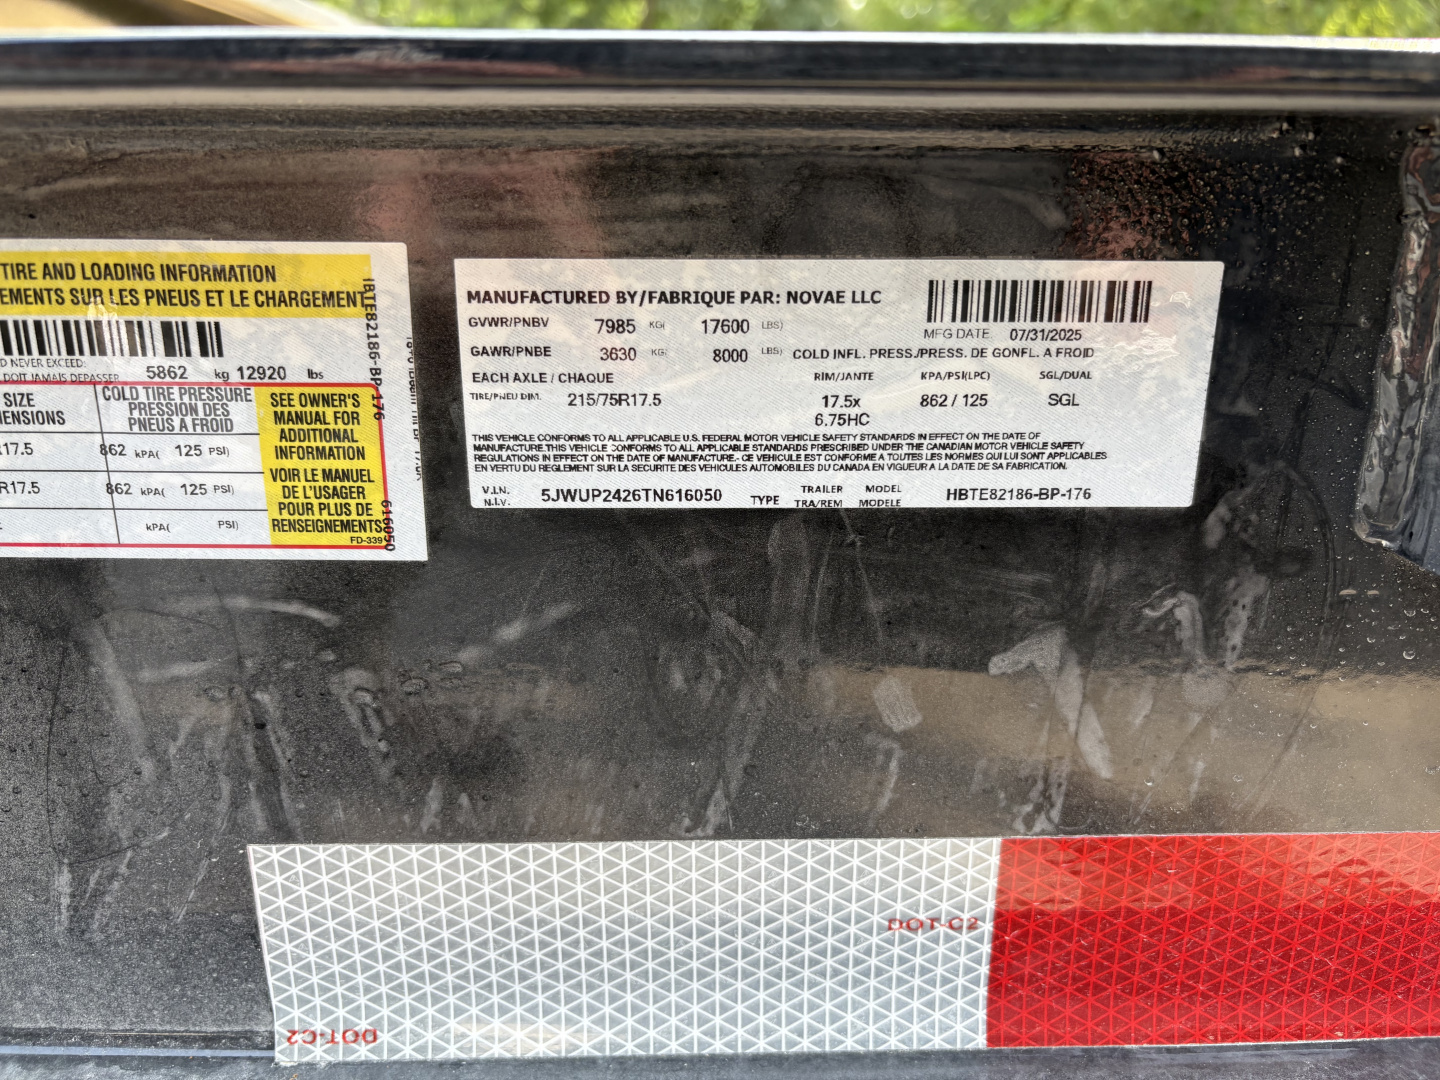 TIRE AND LOADING INFORMATION
EMENTS SUR LES PNEUS ET LE CHARGEMENT
D NEVER EXCEED:
DOIT JAMAIS DEPASSER 5862 kg 12920 lbs
SIZE
ENSIONS
COLD TIRE PRESSURE
PRESSION DES
PNEUS A FROID
R17.5 862 kPA( 125 PSI)
R17.5 862 kPA( 125 PSI)
kPA( PSI)
SEE OWNER'S
MANUAL FOR
ADDITIONAL
INFORMATION
VOIR LE MANUEL
DE L'USAGER
POUR PLUS DE
RENSEIGNEMENTS
FD-339
HBTE82186-BP-176
616050
MANUFACTURED BY/FABRIQUE PAR: NOVAE LLC
GVWR/PNBV 7985 KG( 17600 LBS)
MFG DATE 07/31/2025
GAWR/PNBE 3630 KG( 8000 LBS) COLD INFL. PRESS./PRESS. DE GONFL. A FROID
EACH AXLE / CHAQUE RIM/JANTE KPA/PSI(LPC) SGL/DUAL
TIRE/PNEU DIM. 215/75R17.5 17.5x 862 / 125 SGL
6.75HC
THIS VEHICLE CONFORMS TO ALL APPLICABLE U.S. FEDERAL MOTOR VEHICLE SAFETY STANDARDS IN EFFECT ON THE DATE OF
MANUFACTURE.THIS VEHICLE CONFORMS TO ALL APPLICABLE STANDARDS PRESCRIBED UNDER THE CANADIAN MOTOR VEHICLE SAFETY
REGULATIONS IN EFFECT ON THE DATE OF MANUFACTURE.- CE VEHICULE EST CONFORME A TOUTES LES NORMES QUI LUI SONT APPLICABLES
EN VERTU DU REGLEMENT SUR LA SECURITE DES VEHICULES AUTOMOBILES DU CANADA EN VIGUEUR A LA DATE DE SA FABRICATION.
V.I.N. 5JWUP2426TN616050 TYPE TRAILER MODEL HBTE82186-BP-176
N.I.V. TRA/REM MODELE
DOT-C2
DOT-C2